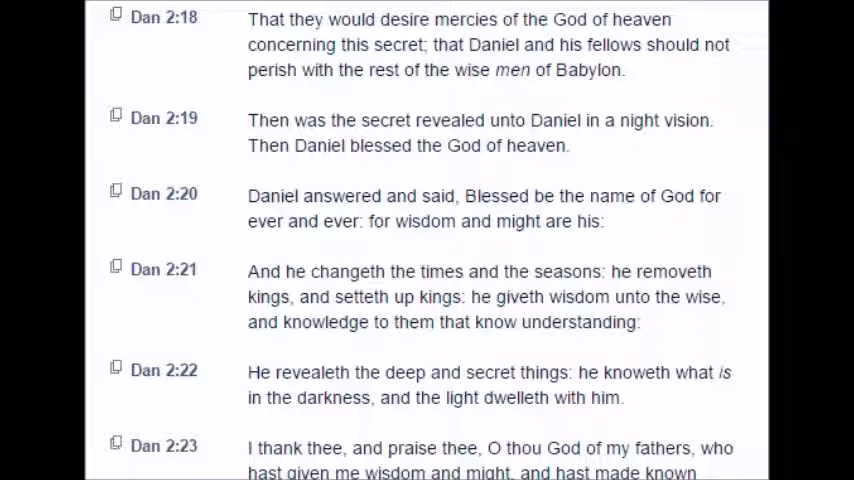 Dan 2:18 That they would desire mercies of the God of heaven
concerning this secret; that Daniel and his fellows should not
perish with the rest of the wise men of Babylon.
Dan 2:19 Then was the secret revealed unto Daniel in a night vision.
Then Daniel blessed the God of heaven.
Dan 2:20 Daniel answered and said, Blessed be the name of God for
ever and ever: for wisdom and might are his:
Dan 2:21 And he changeth the times and the seasons: he removeth
kings, and setteth up kings: he giveth wisdom unto the wise,
and knowledge to them that know understanding:
Dan 2:22 He revealeth the deep and secret things: he knoweth what is
in the darkness, and the light dwelleth with him.
Dan 2:23 I thank thee, and praise thee, O thou God of my fathers, who
hast given me wisdom and might, and hast made known